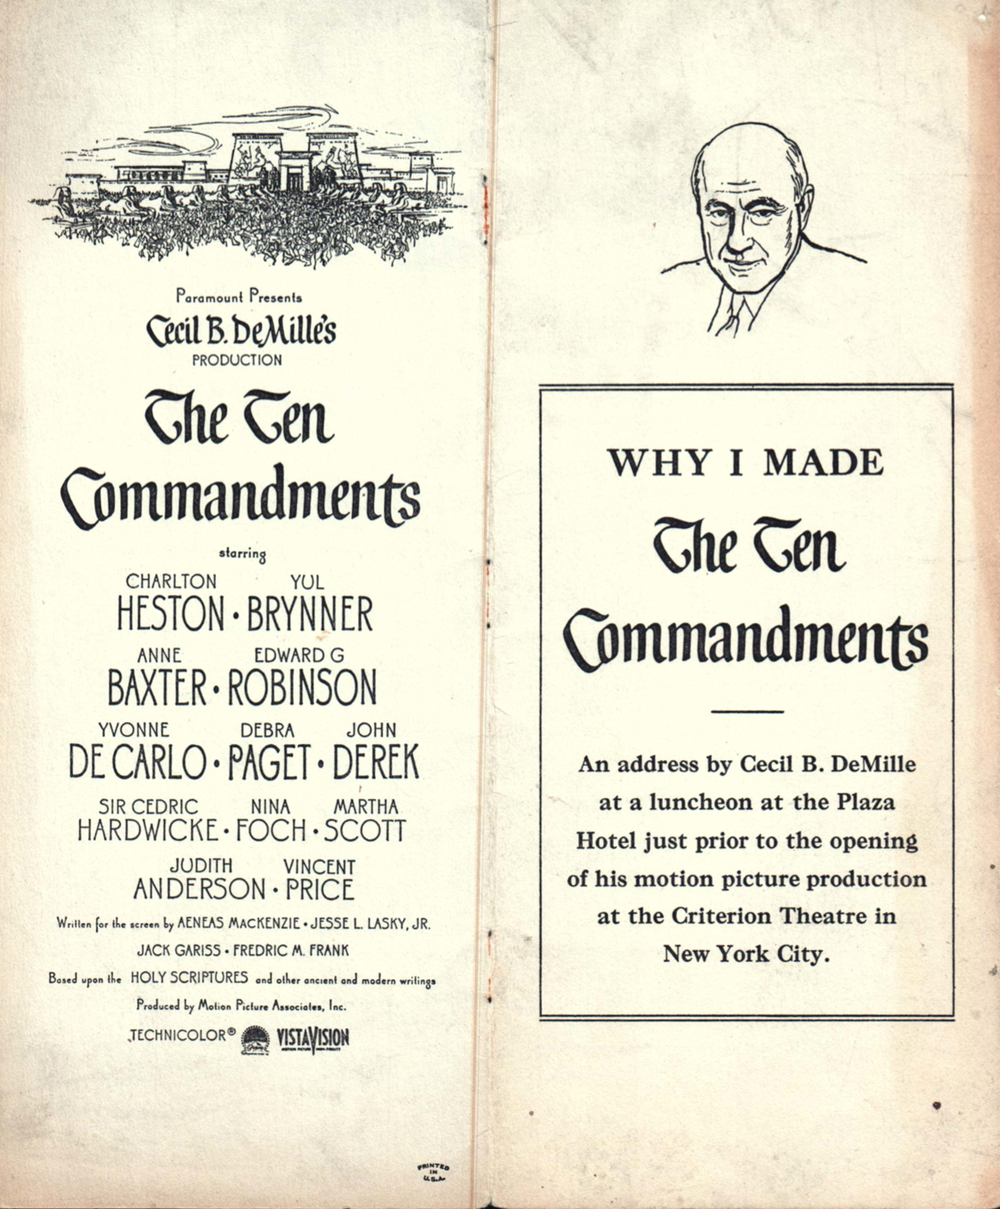 Paramount Presents
Cecil B. DeMille's
PRODUCTION
The Ten
Commandments
starring
CHARLTON YUL
HESTON • BRYNNER
ANNE EDWARD G
BAXTER • ROBINSON
YVONNE DEBRA JOHN
DE CARLO • PAGET • DEREK
SIR CEDRIC NINA MARTHA
HARDWICKE • FOCH • SCOTT
JUDITH VINCENT
ANDERSON • PRICE
Written for the screen by AENEAS MACKENZIE • JESSE L. LASKY, JR.
JACK GARISS • FREDRIC M. FRANK
Based upon the HOLY SCRIPTURES and other ancient and modern writings
Produced by Motion Picture Associates, Inc.
TECHNICOLOR® VISTAVISION
PRINTED
IN
U.S.A.
WHY I MADE
The Ten
Commandments
An address by Cecil B. DeMille
at a luncheon at the Plaza
Hotel just prior to the opening
of his motion picture production
at the Criterion Theatre in
New York City.